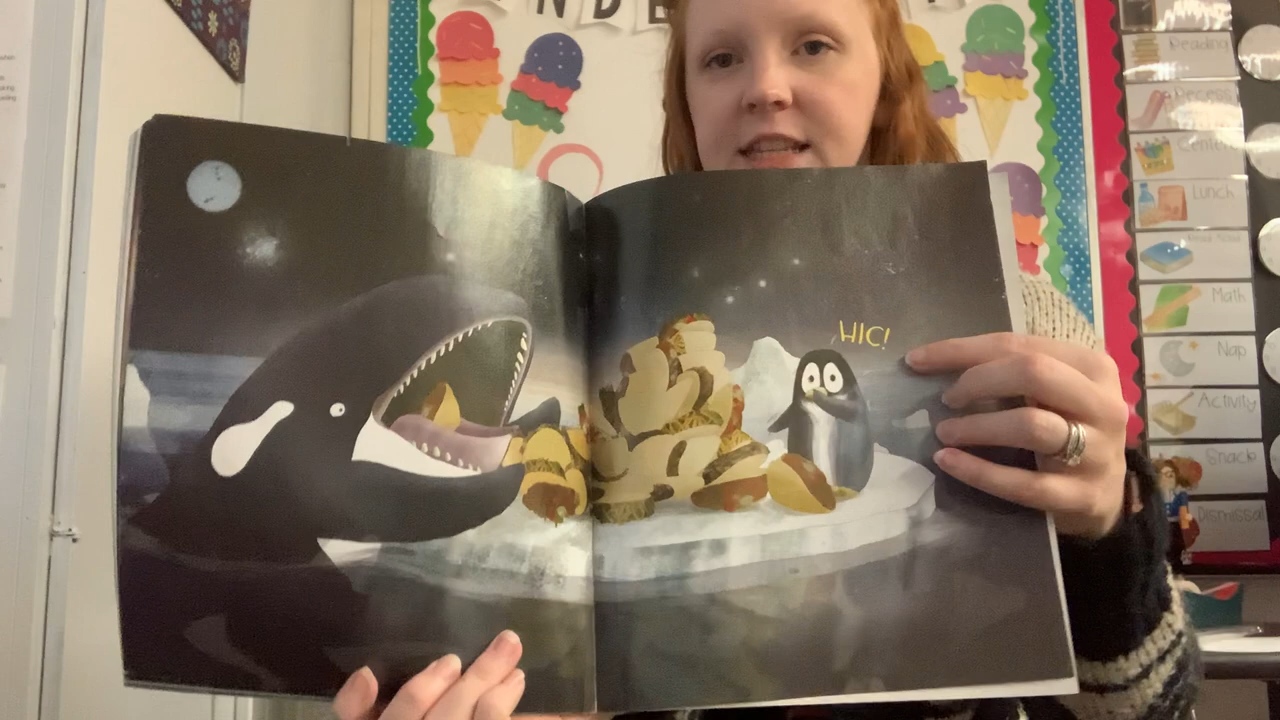 HIC!
Reading
Recess
Centers
Lunch
Math
Nap
Activity
Snack
Dismissal